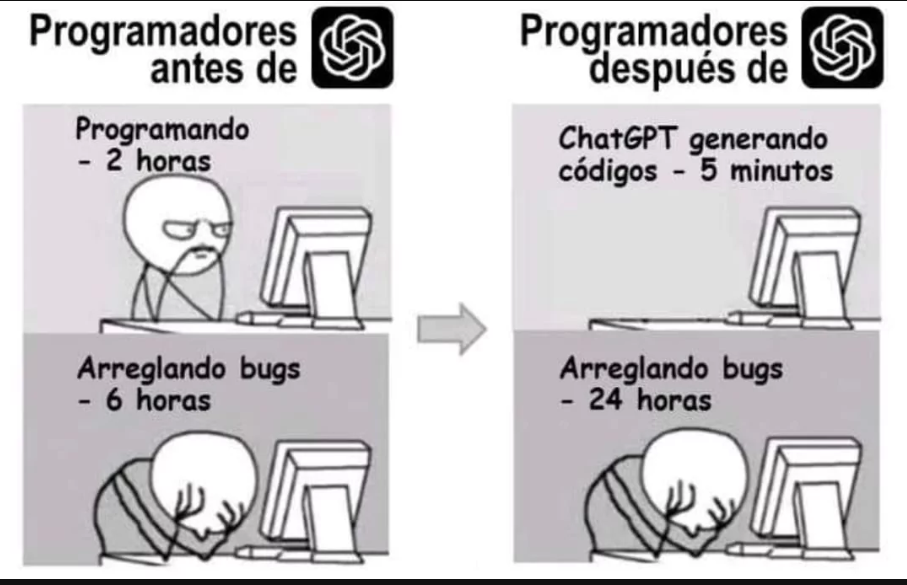 Programadores
antes de
Programando
- 2 horas
Arreglando bugs
- 6 horas
Programadores
después de
ChatGPT generando
códigos - 5 minutos
Arreglando bugs
- 24 horas